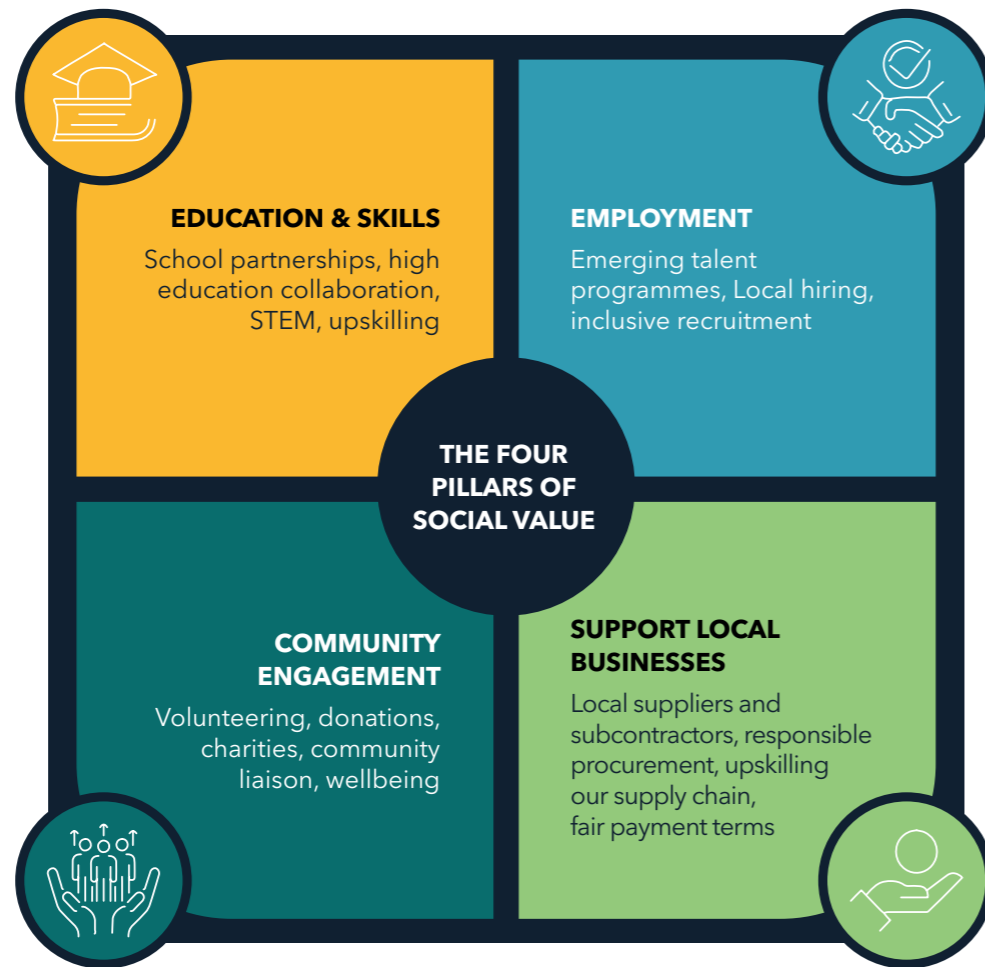 EDUCATION & SKILLS
School partnerships, high
education collaboration,
STEM, upskilling
EMPLOYMENT
Emerging talent
programmes, Local hiring,
inclusive recruitment
THE FOUR
PILLARS OF
SOCIAL VALUE
COMMUNITY
ENGAGEMENT
Volunteering, donations,
charities, community
liaison, wellbeing
SUPPORT LOCAL
BUSINESSES
Local suppliers and
subcontractors, responsible
procurement, upskilling
our supply chain,
fair payment terms